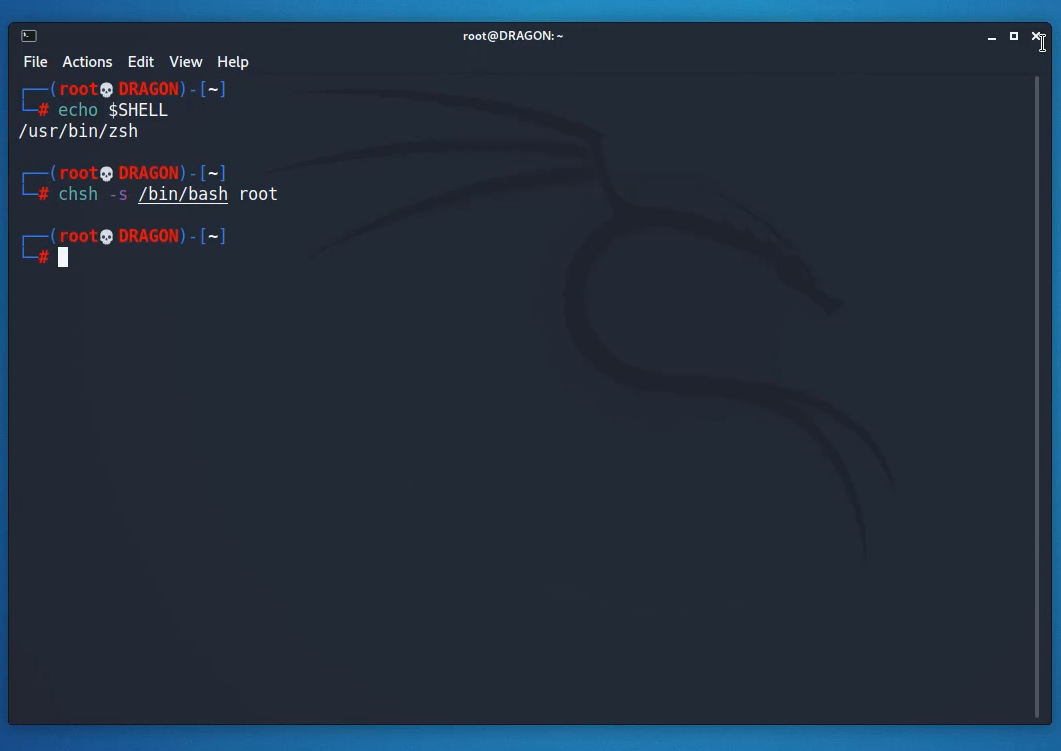 root@DRAGON: ~
File Actions Edit View Help
┌──(root💀DRAGON)-[~]
└─# echo $SHELL
/usr/bin/zsh
┌──(root💀DRAGON)-[~]
└─# chsh -s /bin/bash root
┌──(root💀DRAGON)-[~]
└─#